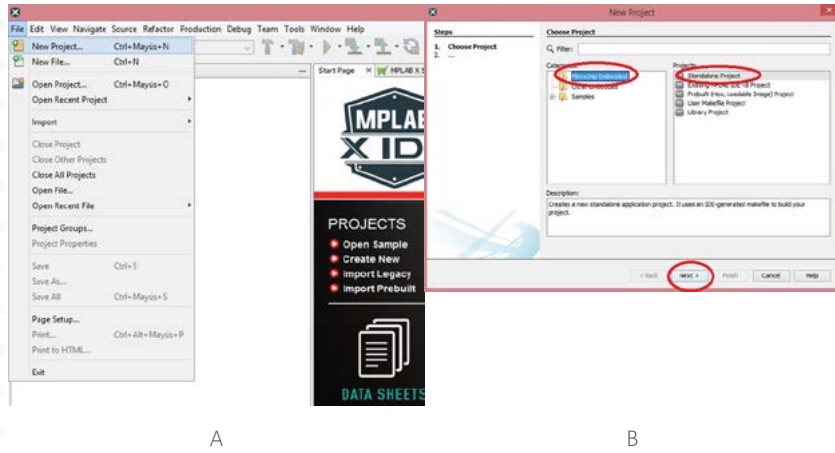 File Edit View Navigate Source Refactor Production Debug Team Tools Window Help
New Project... Ctrl+Mayús+N
New File... Ctrl+N
Open Project... Ctrl+Mayús+O
Open Recent Project
Import
Close Project
Close Other Projects
Close All Projects
Open File...
Open Recent File
Project Groups...
Project Properties
Save Ctrl+S
Save As...
Save All Ctrl+Mayús+S
Page Setup...
Print... Ctrl+Alt+Mayús+P
Print to HTML...
Exit
Start Page
MPLAB X
MPLAB
X ID
PROJECTS
Open Sample
Create New
Import Legacy
Import Prebuilt
DATA SHEETS
A
New Project
Steps
1. Choose Project
2. ...
Choose Project
Filter:
Categories:
Microchip Embedded
Other Embedded
Samples
Projects:
Standalone Project
Existing MPLAB IDE v8 Project
Prebuilt (Hex, Loadable Image) Project
User Makefile Project
Library Project
Description:
Creates a new standalone application project. It uses an IDE-generated makefile to build your
project.
< Back Next > Finish Cancel Help
B